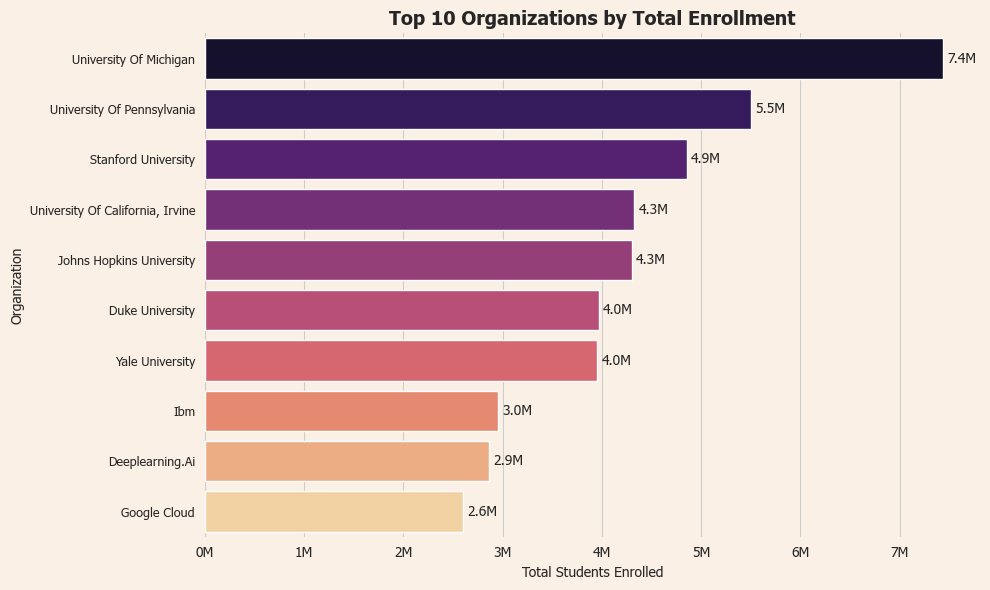 Top 10 Organizations by Total Enrollment
Organization
University Of Michigan 7.4M
University Of Pennsylvania 5.5M
Stanford University 4.9M
University Of California, Irvine 4.3M
Johns Hopkins University 4.3M
Duke University 4.0M
Yale University 4.0M
Ibm 3.0M
Deeplearning.Ai 2.9M
Google Cloud 2.6M
0M 1M 2M 3M 4M 5M 6M 7M
Total Students Enrolled